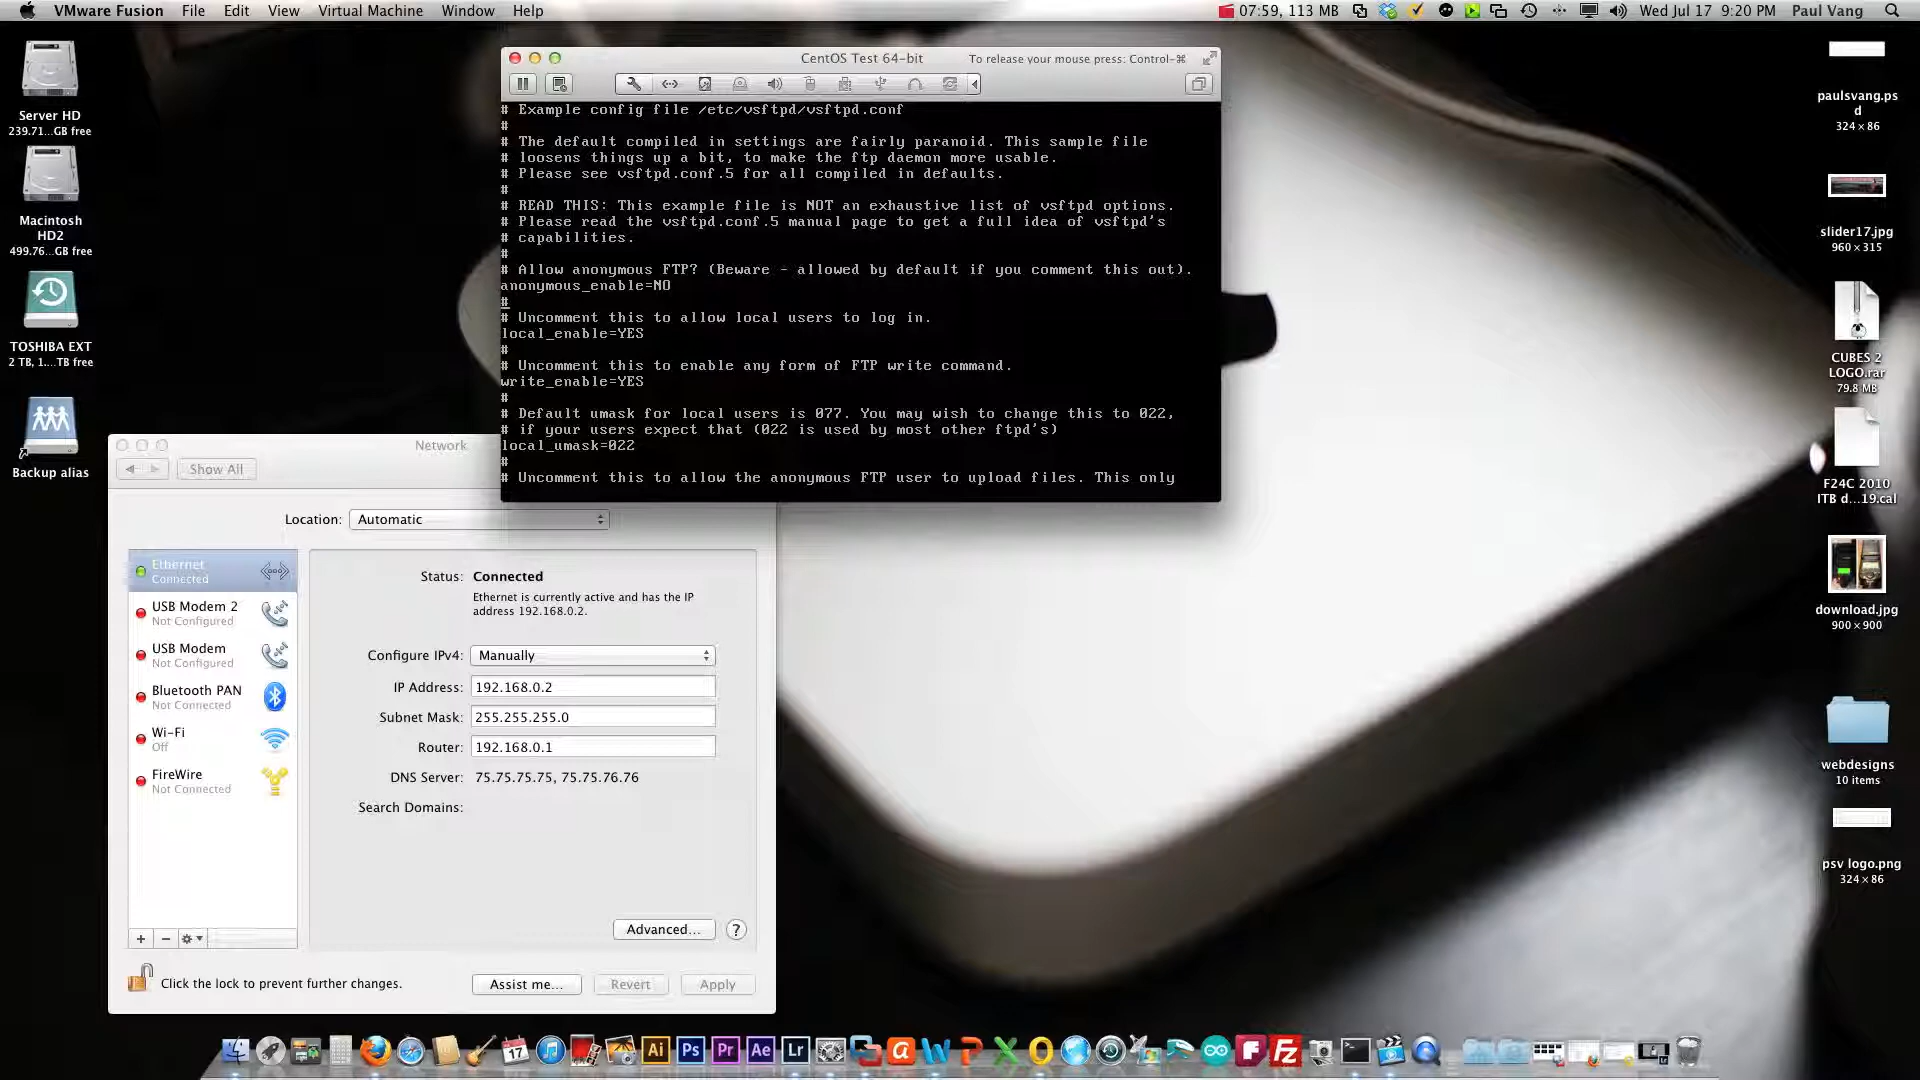 VMware Fusion File Edit View Virtual Machine Window Help
07:59, 113 MB Wed Jul 17 9:20 PM Paul Vang
Server HD
239.71...GB free
Macintosh
HD2
499.76...GB free
TOSHIBA EXT
2 TB, 1....TB free
Backup alias
CentOS Test 64-bit To release your mouse press: Control-⌘
# Example config file /etc/vsftpd/vsftpd.conf
#
# The default compiled in settings are fairly paranoid. This sample file
# loosens things up a bit, to make the ftp daemon more usable.
# Please see vsftpd.conf.5 for all compiled in defaults.
#
# READ THIS: This example file is NOT an exhaustive list of vsftpd options.
# Please read the vsftpd.conf.5 manual page to get a full idea of vsftpd's
# capabilities.
#
# Allow anonymous FTP? (Beware - allowed by default if you comment this out).
anonymous_enable=NO
#
# Uncomment this to allow local users to log in.
local_enable=YES
#
# Uncomment this to enable any form of FTP write command.
write_enable=YES
#
# Default umask for local users is 077. You may wish to change this to 022,
# if your users expect that (022 is used by most other ftpd's)
local_umask=022
#
# Uncomment this to allow the anonymous FTP user to upload files. This only
Network
Show All
Location: Automatic
Ethernet
Connected
USB Modem 2
Not Configured
USB Modem
Not Configured
Bluetooth PAN
Not Connected
Wi-Fi
Off
FireWire
Not Connected
Status: Connected
Ethernet is currently active and has the IP
address 192.168.0.2.
Configure IPv4: Manually
IP Address: 192.168.0.2
Subnet Mask: 255.255.255.0
Router: 192.168.0.1
DNS Server: 75.75.75.75, 75.75.76.76
Search Domains:
Advanced... ?
+ −
Click the lock to prevent further changes.
Assist me... Revert Apply
paulsvang.ps
d
324×86
slider17.jpg
960×315
CUBES 2
LOGO.rar
79.8 MB
F24C 2010
ITB d...19.cal
download.jpg
900×900
webdesigns
10 items
psv logo.png
324×86
17 Ai Ps Pr Ae Lr a W P X O F Fz